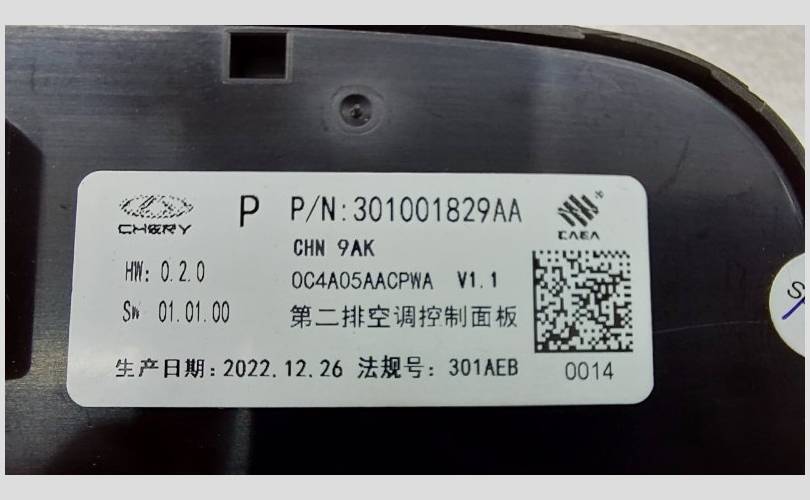 CHERY P P/N:301001829AA
CAEA
CHN 9AK
HW: 0.2.0 0C4A05AACPWA V1.1
SW 01.01.00 第二排空调控制面板
生产日期:2022.12.26 法规号: 301AEB 0014
S